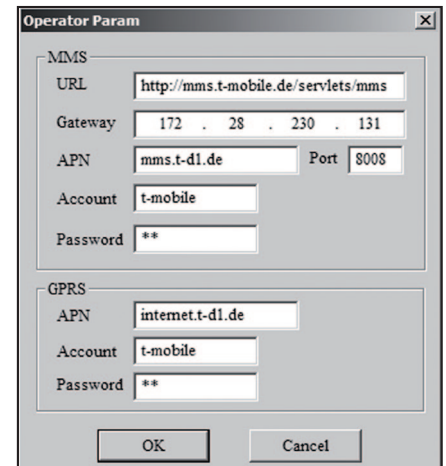 Operator Param
MMS
URL http://mms.t-mobile.de/servlets/mms
Gateway 172 . 28 . 230 . 131
APN mms.t-d1.de Port 8008
Account t-mobile
Password **
GPRS
APN internet.t-d1.de
Account t-mobile
Password **
OK Cancel